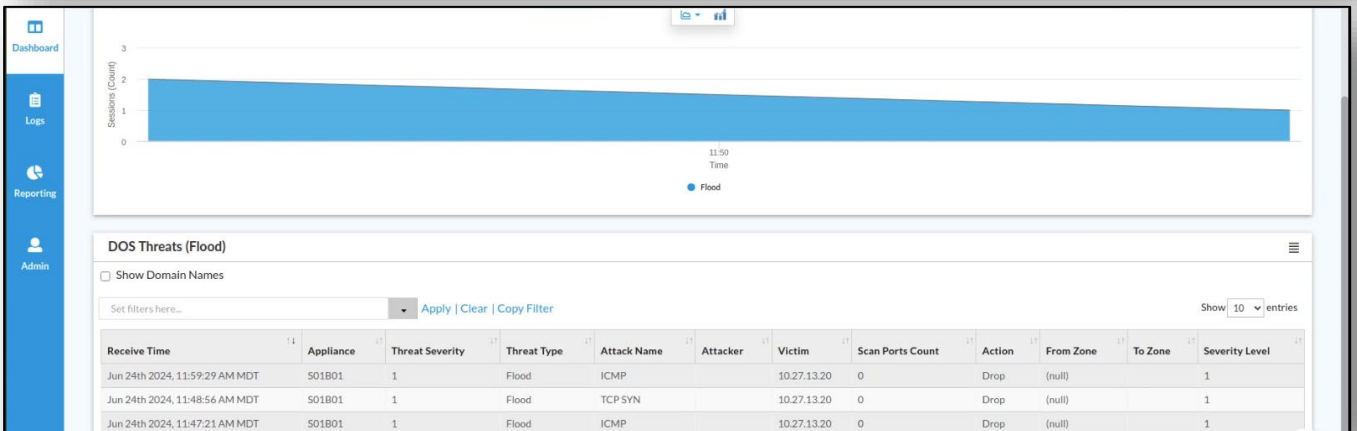 Dashboard
Logs
Reporting
Admin
3
2
1
0
Sessions (Count)
11:50
Time
Flood
DOS Threats (Flood)
Show Domain Names
Set filters here... Apply | Clear | Copy Filter Show 10 entries
Receive Time Appliance Threat Severity Threat Type Attack Name Attacker Victim Scan Ports Count Action From Zone To Zone Severity Level
Jun 24th 2024, 11:59:29 AM MDT S01B01 1 Flood ICMP 10.27.13.20 0 Drop (null) 1
Jun 24th 2024, 11:48:56 AM MDT S01B01 1 Flood TCP SYN 10.27.13.20 0 Drop (null) 1
Jun 24th 2024, 11:47:21 AM MDT S01B01 1 Flood ICMP 10.27.13.20 0 Drop (null) 1